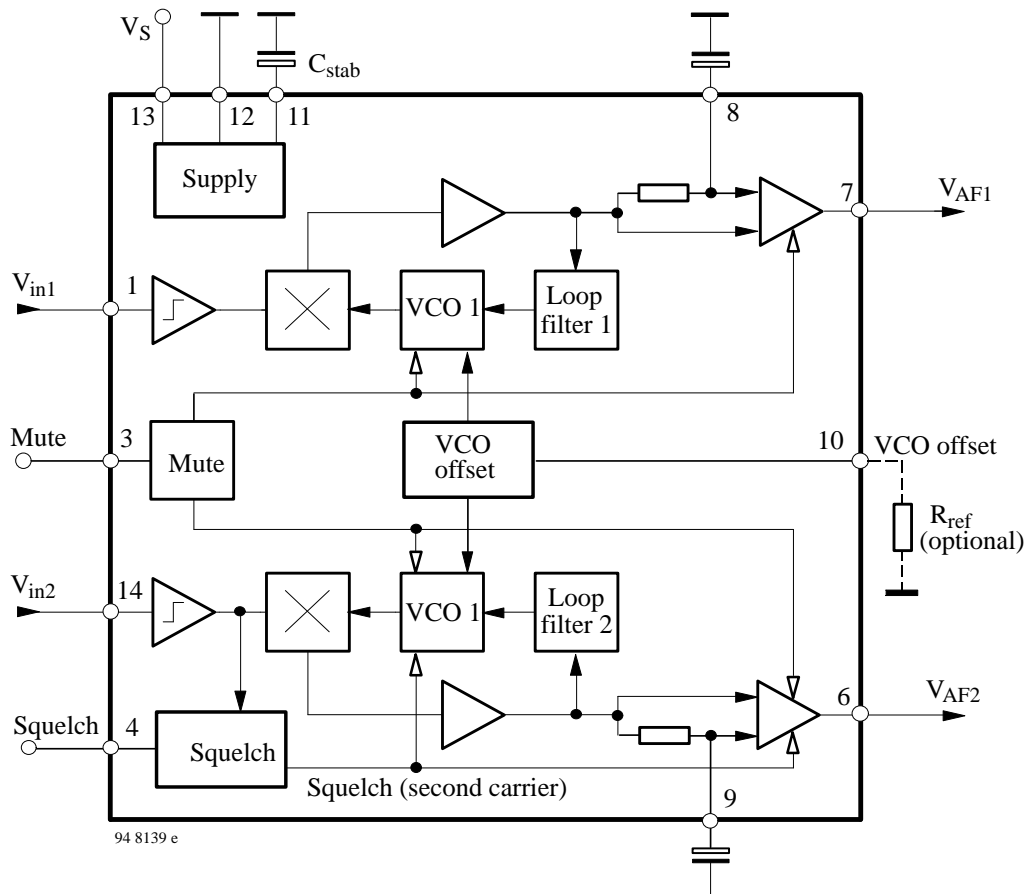 V_S
C_stab
13
12
11
8
Supply
7
V_AF1
V_in1
1
VCO 1
Loop
filter 1
Mute
3
Mute
VCO
offset
10
VCO offset
R_ref
(optional)
V_in2
14
VCO 1
Loop
filter 2
6
V_AF2
Squelch
4
Squelch
Squelch (second carrier)
9
94 8139 e